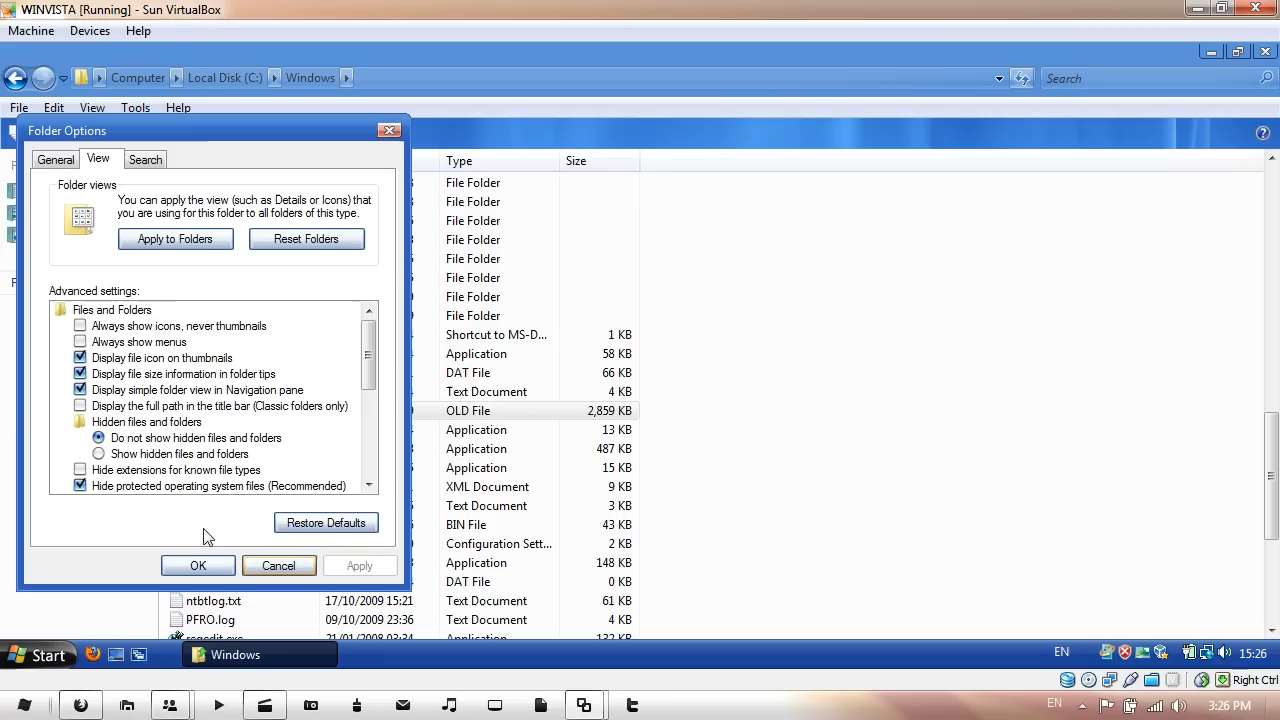 WINVISTA [Running] - Sun VirtualBox
Machine Devices Help
Computer Local Disk (C:) Windows
Search
File Edit View Tools Help
Folder Options
General View Search
Folder views
You can apply the view (such as Details or Icons) that
you are using for this folder to all folders of this type.
Apply to Folders Reset Folders
Advanced settings:
Files and Folders
Always show icons, never thumbnails
Always show menus
Display file icon on thumbnails
Display file size information in folder tips
Display simple folder view in Navigation pane
Display the full path in the title bar (Classic folders only)
Hidden files and folders
Do not show hidden files and folders
Show hidden files and folders
Hide extensions for known file types
Hide protected operating system files (Recommended)
Restore Defaults
OK Cancel Apply
Type Size
File Folder
File Folder
File Folder
File Folder
File Folder
File Folder
File Folder
File Folder
Shortcut to MS-D... 1 KB
Application 58 KB
DAT File 66 KB
Text Document 4 KB
OLD File 2,859 KB
Application 13 KB
Application 487 KB
Application 15 KB
XML Document 9 KB
Text Document 3 KB
BIN File 43 KB
Configuration Sett... 2 KB
Application 148 KB
DAT File 0 KB
ntbtlog.txt 17/10/2009 15:21 Text Document 61 KB
PFRO.log 09/10/2009 23:36 Text Document 4 KB
regedit.exe 21/01/2008 03:34 Application 132 KB
Start Windows EN 15:26
Right Ctrl
EN 3:26 PM